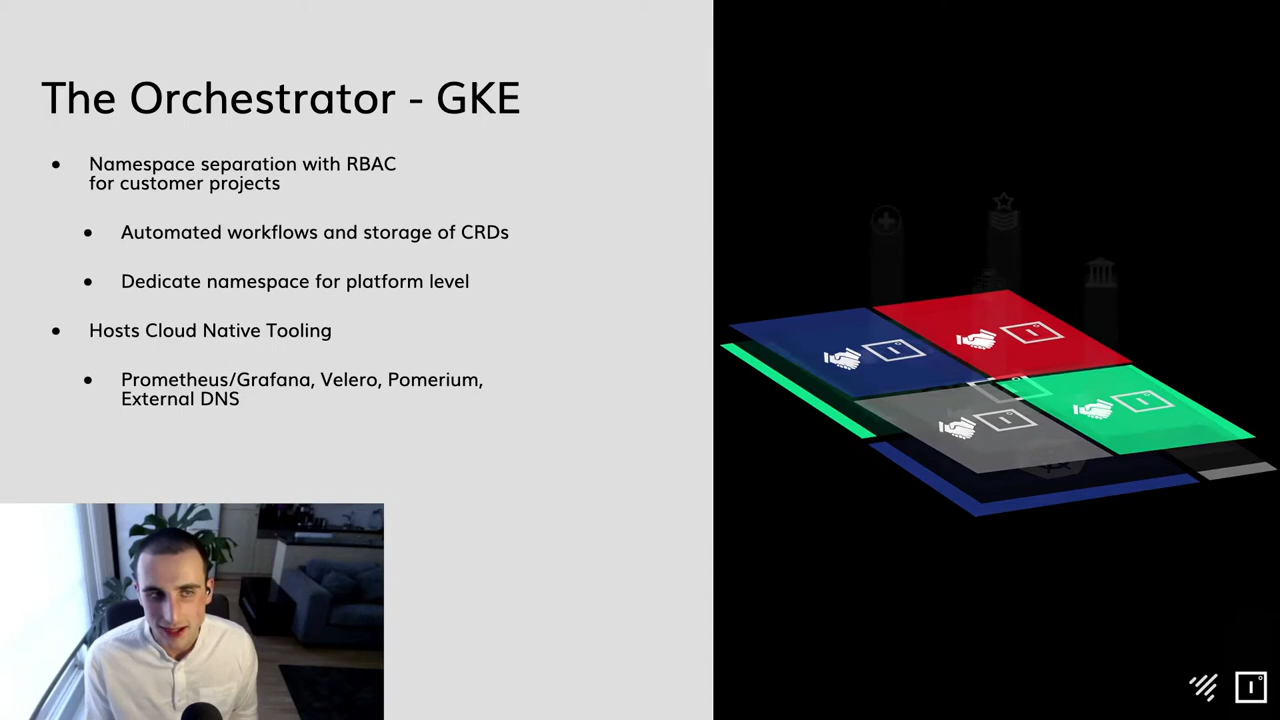 The Orchestrator - GKE
Namespace separation with RBAC
for customer projects
Automated workflows and storage of CRDs
Dedicate namespace for platform level
Hosts Cloud Native Tooling
Prometheus/Grafana, Velero, Pomerium,
External DNS